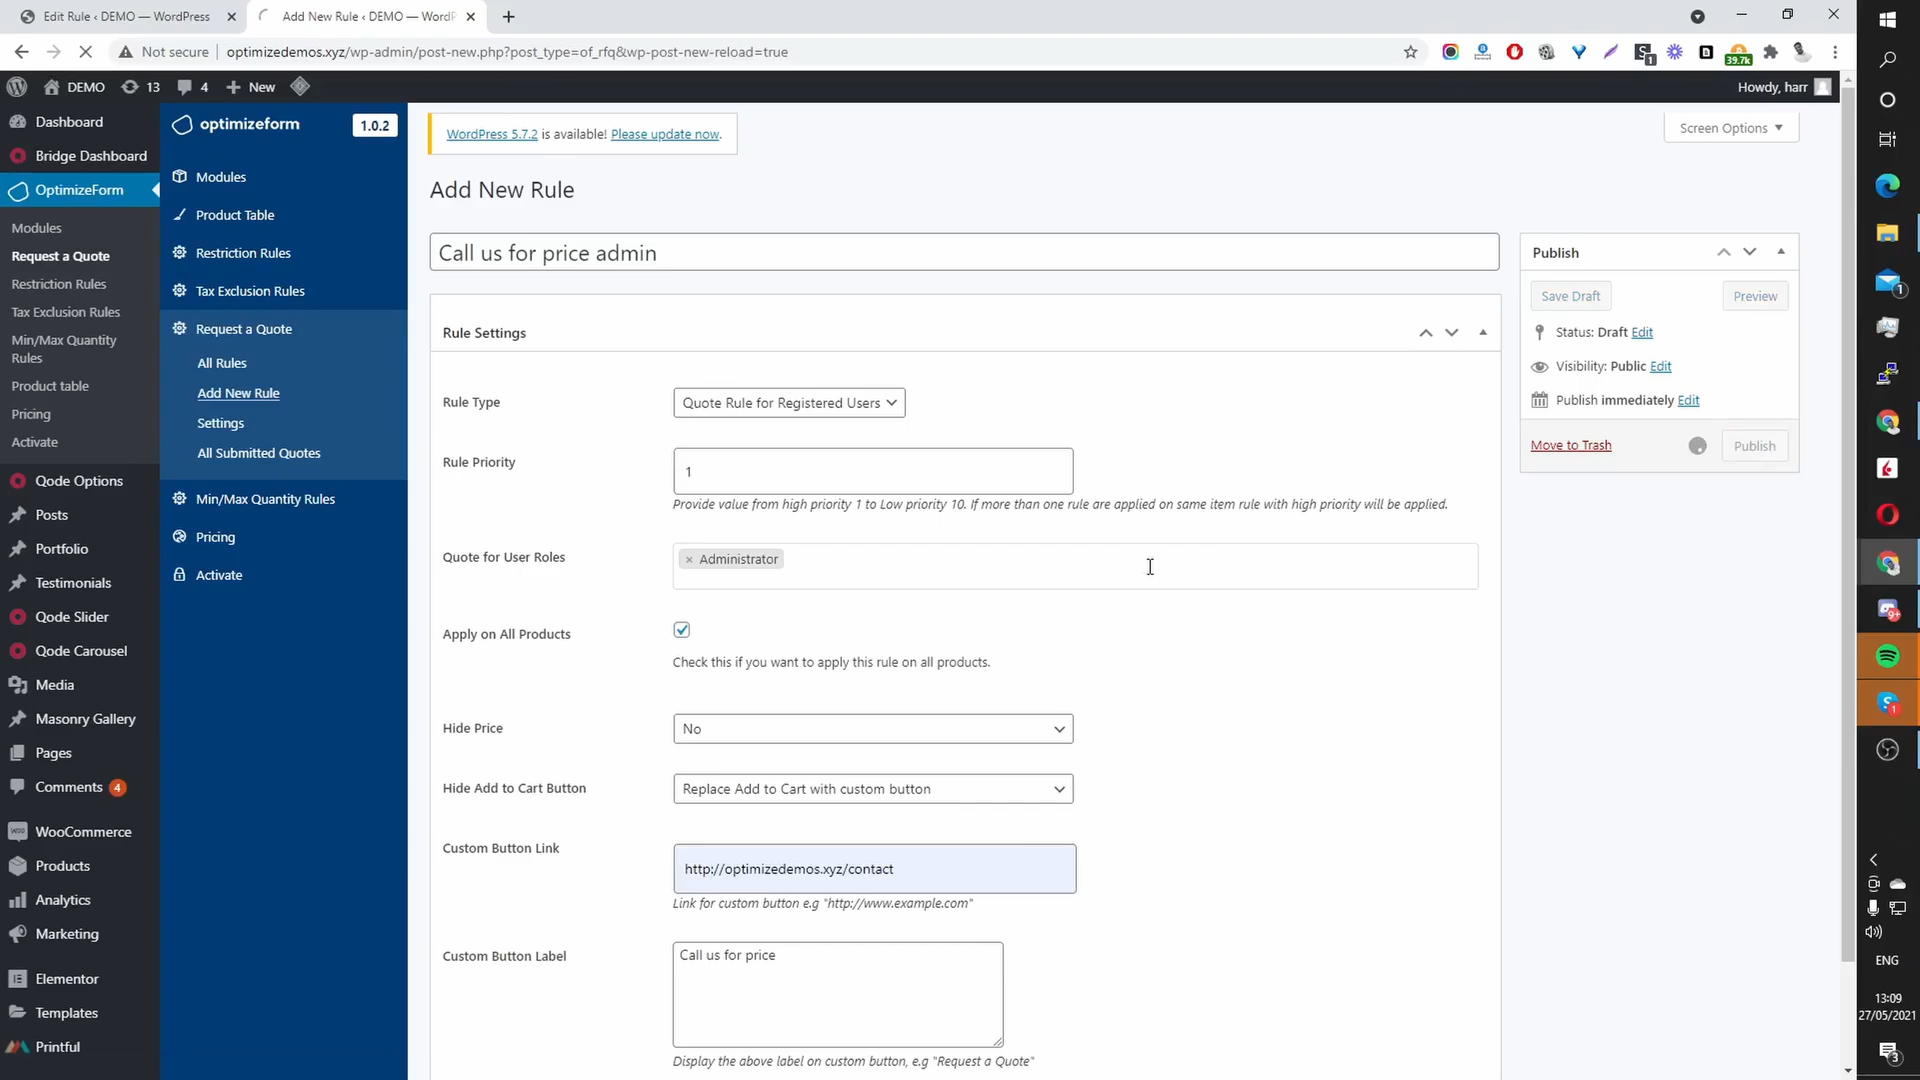 Edit Rule ‹ DEMO — WordPress
Add New Rule ‹ DEMO — WordP
Not secure
optimizedemos.xyz/wp-admin/post-new.php?post_type=of_rfq&wp-post-new-reload=true
39.7k
DEMO
13
4
New
Howdy, harr
Dashboard
Bridge Dashboard
OptimizeForm
Modules
Request a Quote
Restriction Rules
Tax Exclusion Rules
Min/Max Quantity
Rules
Product table
Pricing
Activate
Qode Options
Posts
Portfolio
Testimonials
Qode Slider
Qode Carousel
Media
Masonry Gallery
Pages
Comments 4
WooCommerce
Products
Analytics
Marketing
Elementor
Templates
Printful
optimizeform
1.0.2
Modules
Product Table
Restriction Rules
Tax Exclusion Rules
Request a Quote
All Rules
Add New Rule
Settings
All Submitted Quotes
Min/Max Quantity Rules
Pricing
Activate
WordPress 5.7.2 is available! Please update now.
Screen Options
Add New Rule
Call us for price admin
Rule Settings
Rule Type
Quote Rule for Registered Users
Rule Priority
1
Provide value from high priority 1 to Low priority 10. If more than one rule are applied on same item rule with high priority will be applied.
Quote for User Roles
× Administrator
Apply on All Products
Check this if you want to apply this rule on all products.
Hide Price
No
Hide Add to Cart Button
Replace Add to Cart with custom button
Custom Button Link
http://optimizedemos.xyz/contact
Link for custom button e.g "http://www.example.com"
Custom Button Label
Call us for price
Display the above label on custom button, e.g "Request a Quote"
Publish
Save Draft
Preview
Status: Draft Edit
Visibility: Public Edit
Publish immediately Edit
Move to Trash
Publish
1
9+
1
ENG
13:09
27/05/2021
3